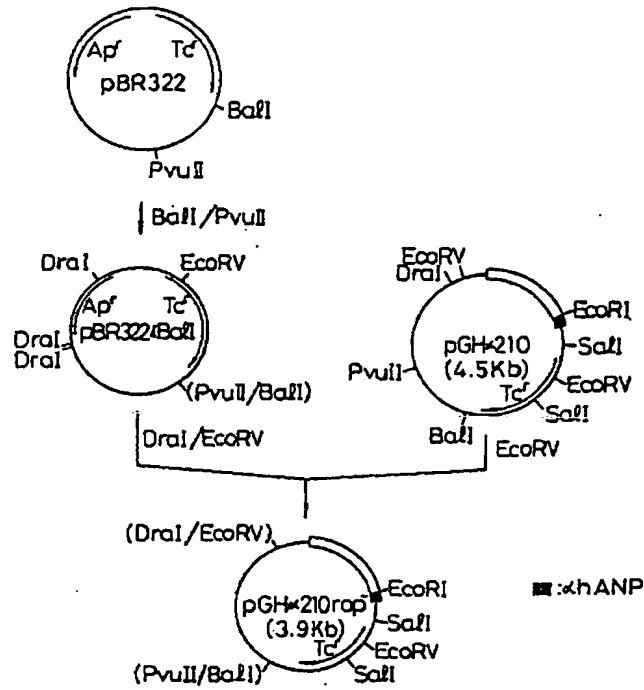 Apʳ Tcʳ
pBR322
BalI
PvuII
BalI/PvuII
DraI
EcoRV
Apʳ Tcʳ
pBR322ΔBalI
DraI
DraI
(PvuII/BalI)
DraI/EcoRV
EcoRV
DraI
EcoRI
SalI
pGHα210
(4.5Kb)
PvuII
EcoRV
Tcʳ
SalI
BalI
EcoRV
(DraI/EcoRV)
EcoRI
pGHα210rop⁻
(3.9Kb)
SalI
Tcʳ
EcoRV
(PvuII/BalI)
SalI
■:αhANP